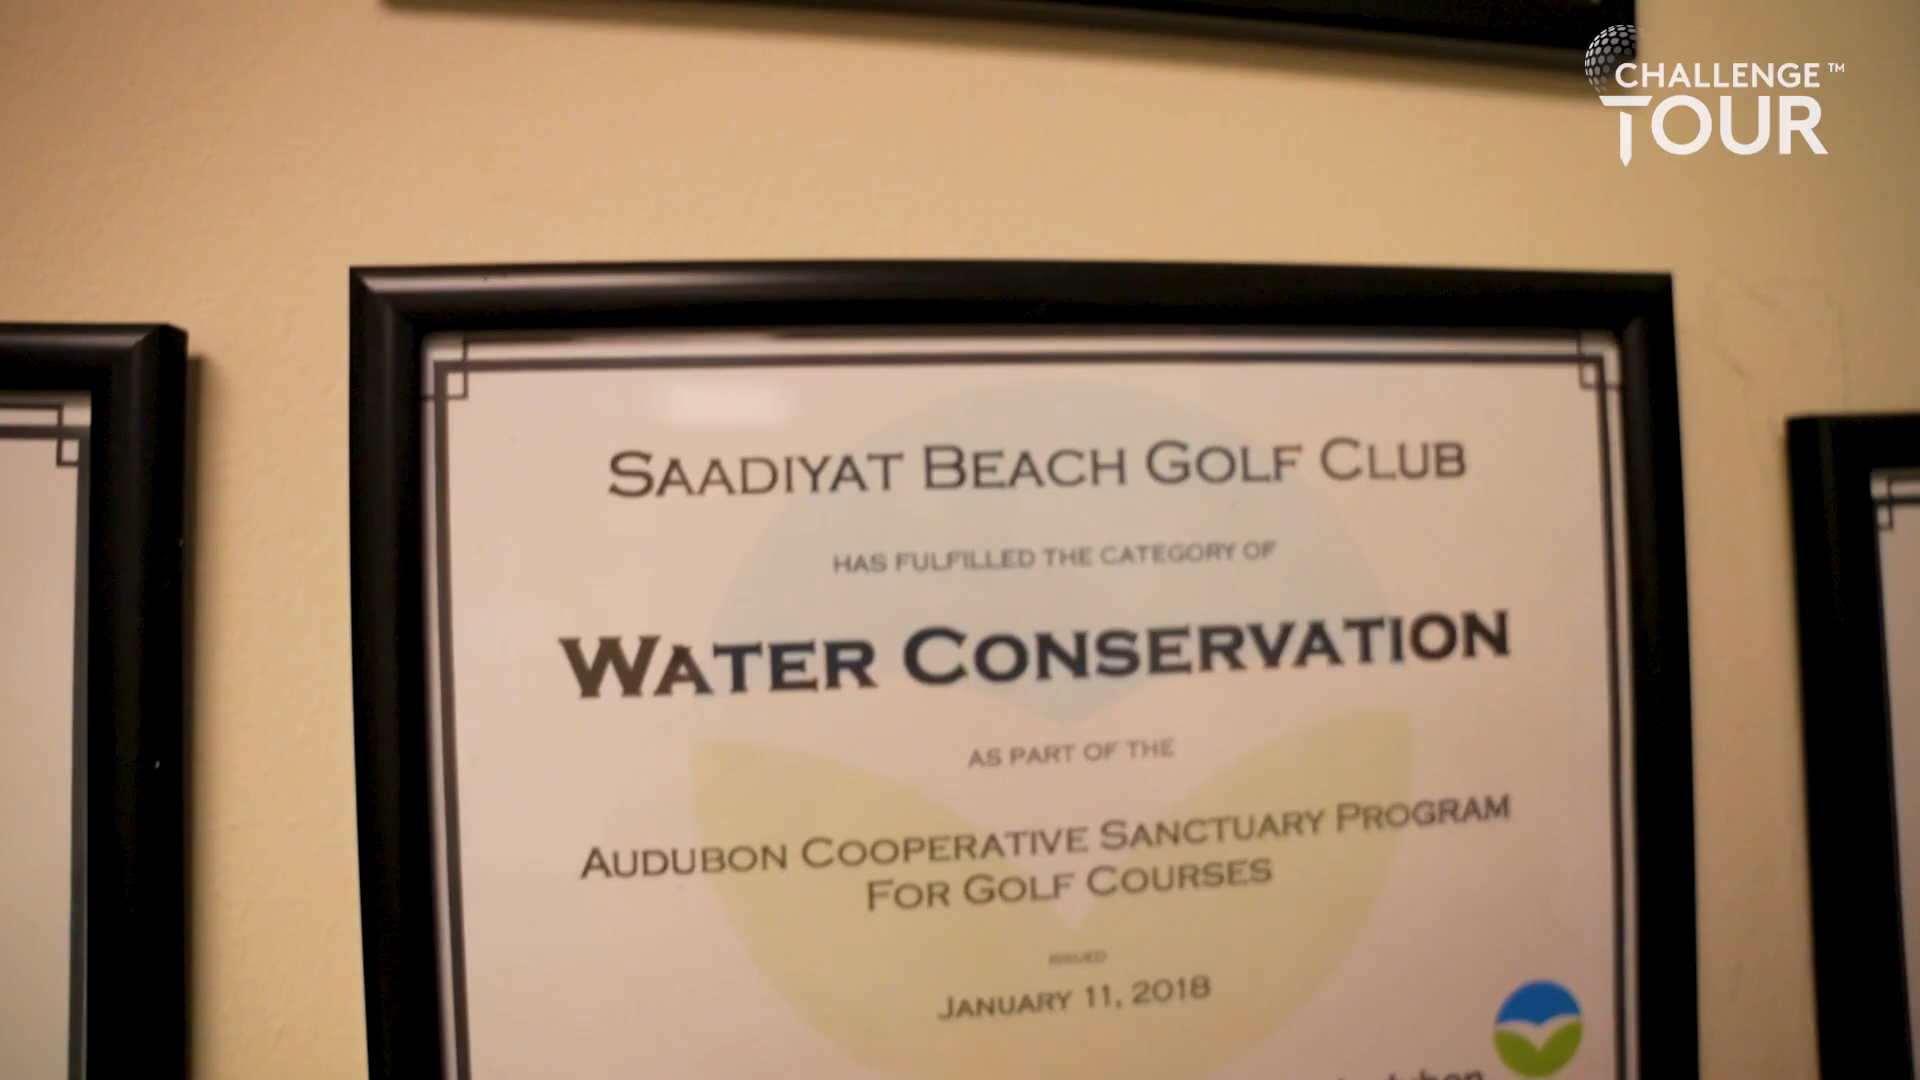 CHALLENGE™
TOUR
SAADIYAT BEACH GOLF CLUB
HAS FULFILLED THE CATEGORY OF
WATER CONSERVATION
AS PART OF THE
AUDUBON COOPERATIVE SANCTUARY PROGRAM
FOR GOLF COURSES
ISSUED
JANUARY 11, 2018